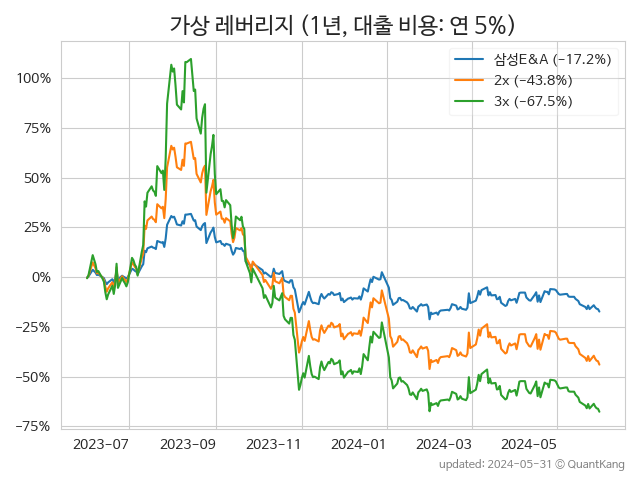 가상 레버리지 (1년, 대출 비용: 연 5%)
삼성E&A (−17.2%)
2x (−43.8%)
3x (−67.5%)
100%
75%
50%
25%
0%
−25%
−50%
−75%
2023-07 2023-09 2023-11 2024-01 2024-03 2024-05
updated: 2024-05-31 © QuantKang